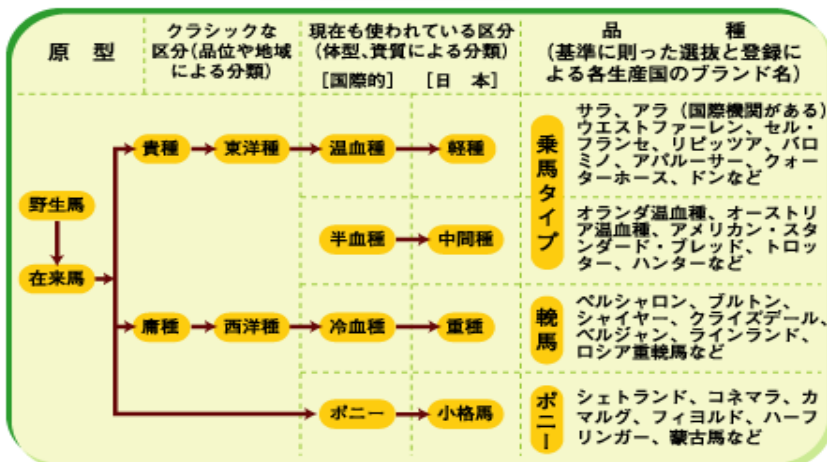 原　型
クラシックな
区分(品位や地域
による分類)
現在も使われている区分
(体型、資質による分類)
[国際的]
[日　本]
品　　　種
(基準に則った選抜と登録に
よる各生産国のブランド名)
野生馬
在来馬
貴種
東洋種
温血種
軽種
半血種
中間種
庸種
西洋種
冷血種
重種
ポニー
小格馬
乗馬タイプ
サラ、アラ（国際機関がある）
ウエストファーレン、セル・
フランセ、リピッツア、バロ
ミノ、アパルーサー、クォー
ターホース、ドンなど
オランダ温血種、オーストリ
ア温血種、アメリカン・スタ
ンダード・ブレッド、トロッ
ター、ハンターなど
輓馬
ペルシャロン、ブルトン、
シャイヤー、クライズデール、
ベルジャン、ラインランド、
ロシア重輓馬など
ポニー
シェトランド、コネマラ、カ
マルグ、フィヨルド、ハーフ
リンガー、蒙古馬など